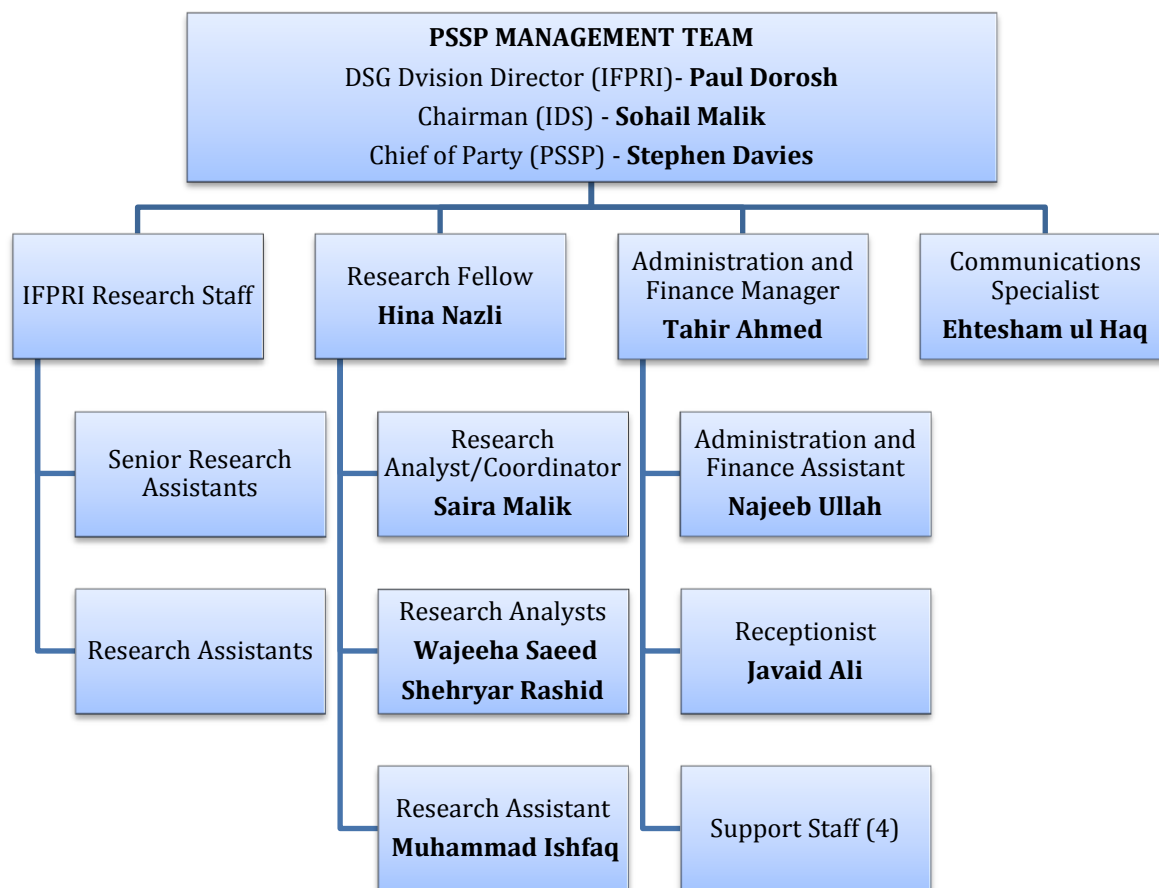 PSSP MANAGEMENT TEAM
DSG Dvision Director (IFPRI)- Paul Dorosh
Chairman (IDS) - Sohail Malik
Chief of Party (PSSP) - Stephen Davies
IFPRI Research Staff
Research Fellow
Hina Nazli
Administration and
Finance Manager
Tahir Ahmed
Communications
Specialist
Ehtesham ul Haq
Senior Research
Assistants
Research
Analyst/Coordinator
Saira Malik
Administration and
Finance Assistant
Najeeb Ullah
Research Assistants
Research Analysts
Wajeeha Saeed
Shehryar Rashid
Receptionist
Javaid Ali
Research Assistant
Muhammad Ishfaq
Support Staff (4)